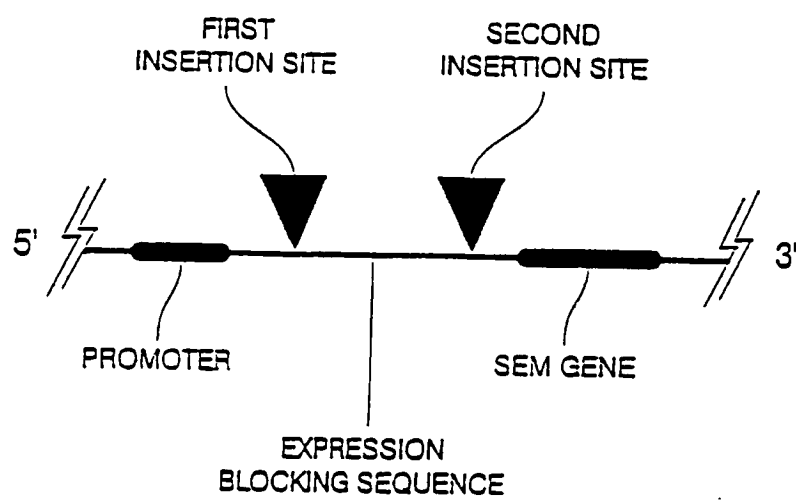 FIRST
INSERTION SITE
SECOND
INSERTION SITE
5'
3'
PROMOTER
SEM GENE
EXPRESSION
BLOCKING SEQUENCE